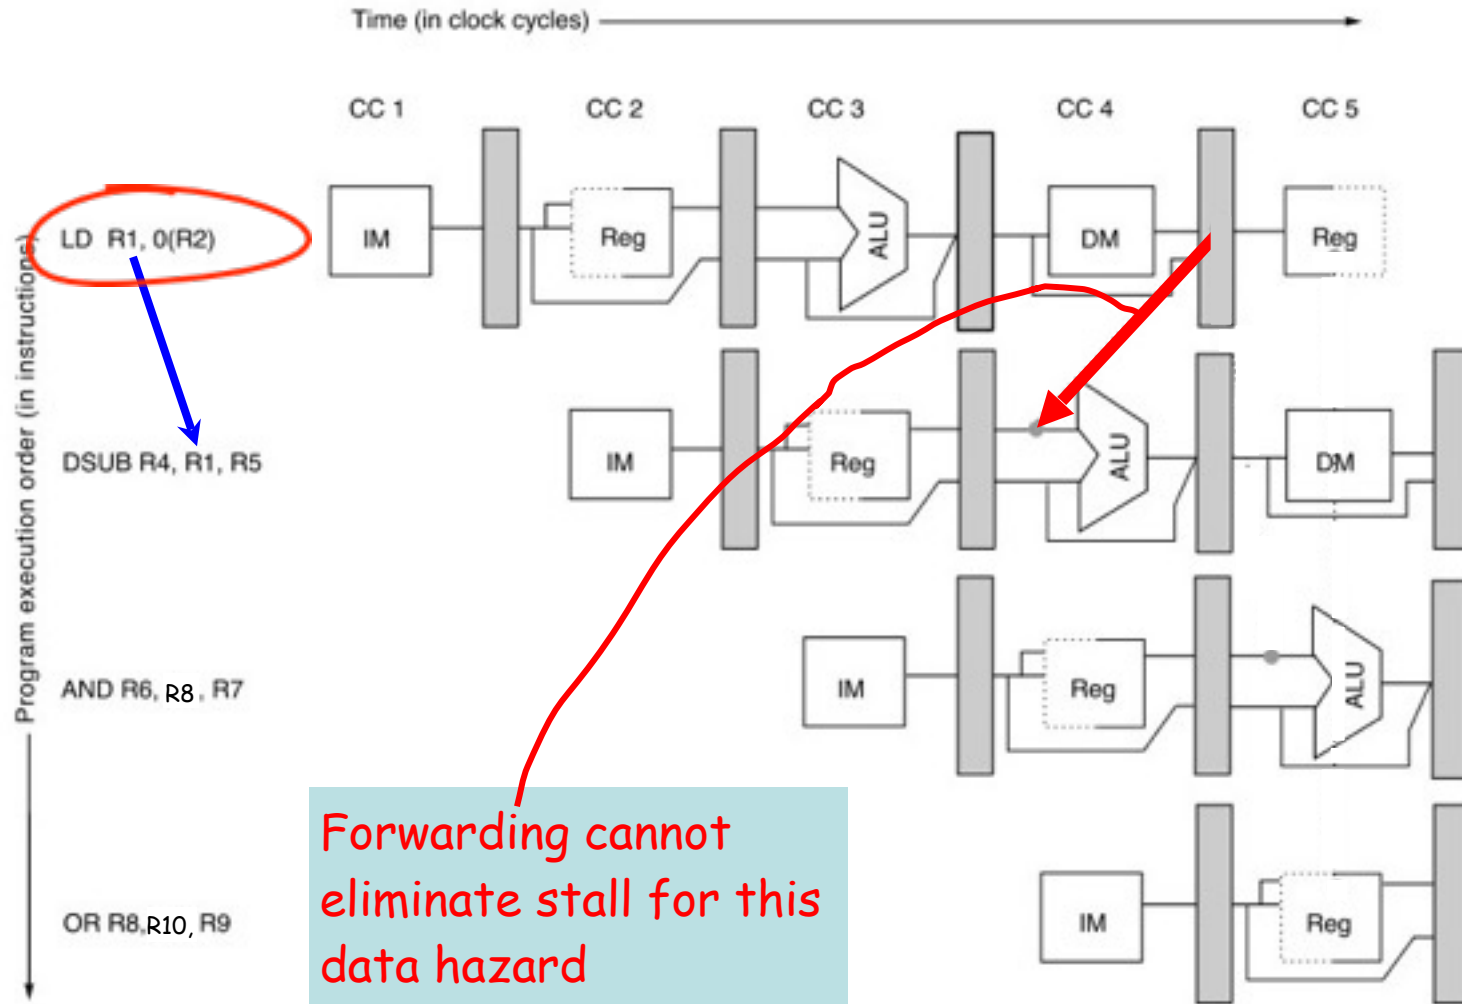 Time (in clock cycles)
CC 1 CC 2 CC 3 CC 4 CC 5
Program execution order (in instructions)
LD R1, 0(R2) IM Reg ALU DM Reg
DSUB R4, R1, R5 IM Reg ALU DM
AND R6, R8, R7 IM Reg ALU
OR R8,R10, R9 IM Reg
Forwarding cannot
eliminate stall for this
data hazard